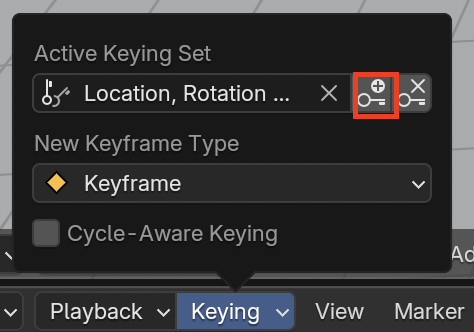 Active Keying Set
Location, Rotation ...
New Keyframe Type
Keyframe
Cycle-Aware Keying
Ad
Playback Keying View Marker